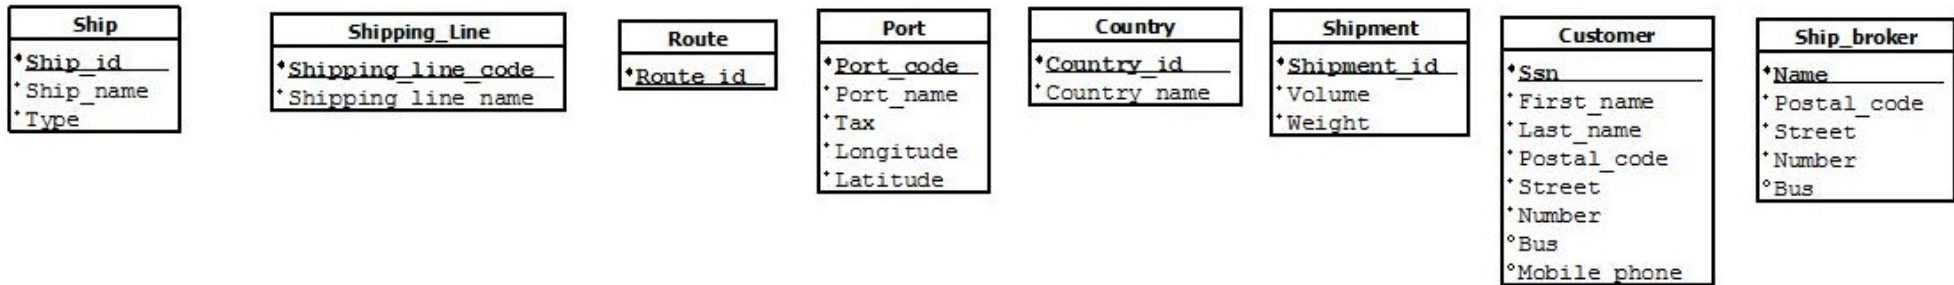 Ship
Ship_id
Ship_name
Type
Shipping_Line
Shipping_line_code
Shipping_line_name
Route
Route_id
Port
Port_code
Port_name
Tax
Longitude
Latitude
Country
Country_id
Country_name
Shipment
Shipment_id
Volume
Weight
Customer
Ssn
First_name
Last_name
Postal_code
Street
Number
Bus
Mobile_phone
Ship_broker
Name
Postal_code
Street
Number
Bus